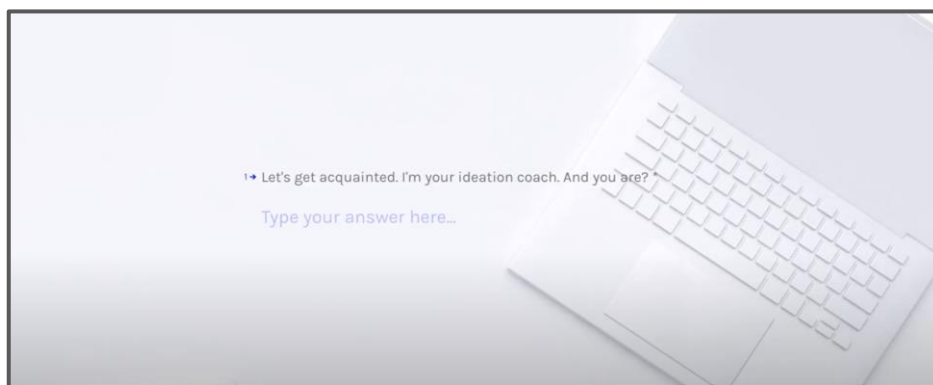 1→ Let's get acquainted. I'm your ideation coach. And you are? *
Type your answer here...